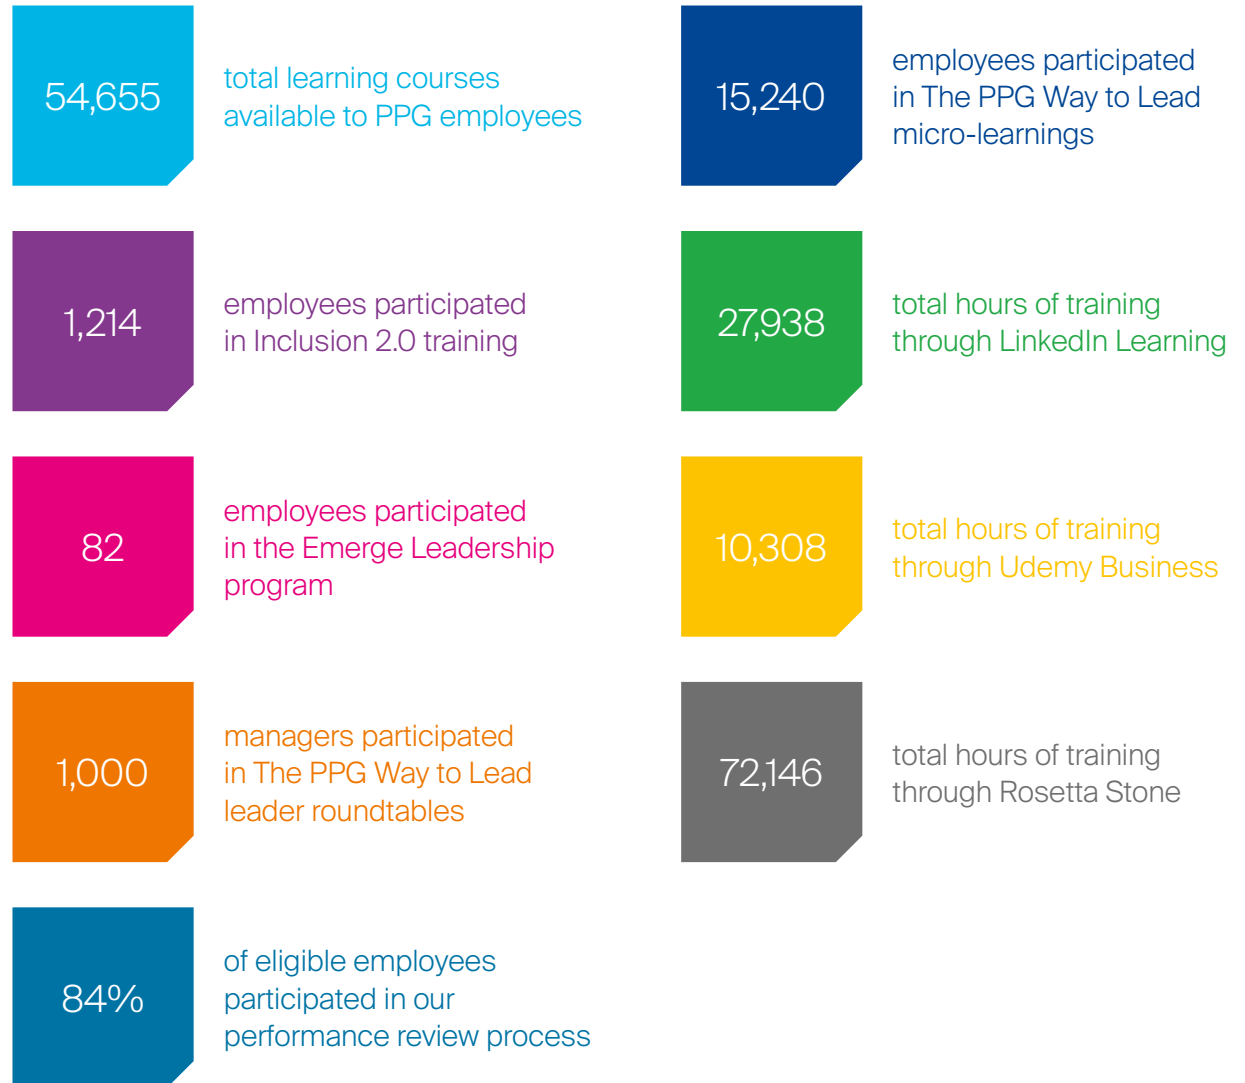 54,655
total learning courses
available to PPG employees
15,240
employees participated
in The PPG Way to Lead
micro-learnings
1,214
employees participated
in Inclusion 2.0 training
27,938
total hours of training
through LinkedIn Learning
82
employees participated
in the Emerge Leadership
program
10,308
total hours of training
through Udemy Business
1,000
managers participated
in The PPG Way to Lead
leader roundtables
72,146
total hours of training
through Rosetta Stone
84%
of eligible employees
participated in our
performance review process